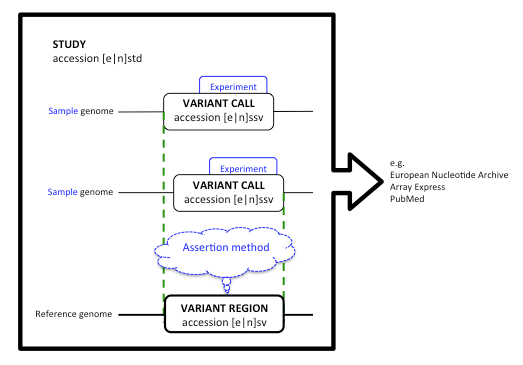 STUDY
accession [e|n]std
Experiment
Sample genome
VARIANT CALL
accession [e|n]ssv
Experiment
Sample genome
VARIANT CALL
accession [e|n]ssv
e.g.
European Nucleotide Archive
Array Express
PubMed
Assertion method
Reference genome
VARIANT REGION
accession [e|n]sv